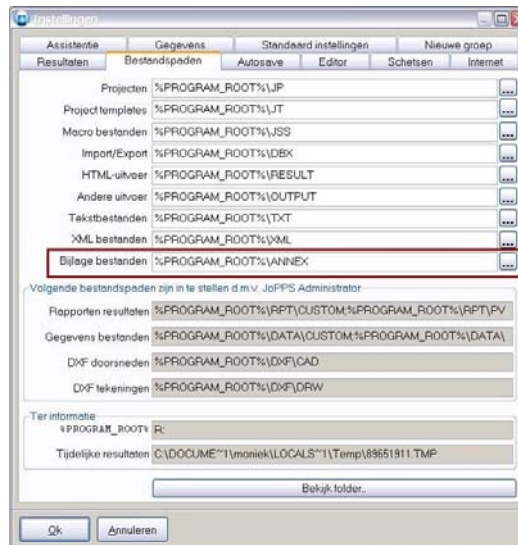 Instellingen
Assistentie Gegevens Standaard instellingen Nieuwe groep
Resultaten Bestandspaden Autosave Editor Schetsen Internet
Projecten %PROGRAM_ROOT%\JP ...
Project templates %PROGRAM_ROOT%\JT ...
Macro bestanden %PROGRAM_ROOT%\JSS ...
Import/Export %PROGRAM_ROOT%\DBX ...
HTML-uitvoer %PROGRAM_ROOT%\RESULT ...
Andere uitvoer %PROGRAM_ROOT%\OUTPUT ...
Tekstbestanden %PROGRAM_ROOT%\TXT ...
XML bestanden %PROGRAM_ROOT%\XML ...
Bijlage bestanden %PROGRAM_ROOT%\ANNEX ...
Volgende bestandspaden zijn in te stellen d.m.v. JoPPS Administrator
Rapporten resultaten %PROGRAM_ROOT%\RPT\CUSTOM;%PROGRAM_ROOT%\RPT\PV
Gegevens bestanden %PROGRAM_ROOT%\DATA\CUSTOM;%PROGRAM_ROOT%\DATA\
DXF doorsneden %PROGRAM_ROOT%\DXF\CAD
DXF tekeningen %PROGRAM_ROOT%\DXF\DRW
Ter informatie
%PROGRAM_ROOT% R:
Tijdelijke resultaten C:\DOCUME~1\moniek\LOCALS~1\Temp\89651911.TMP
Bekijk folder..
Ok Annuleren